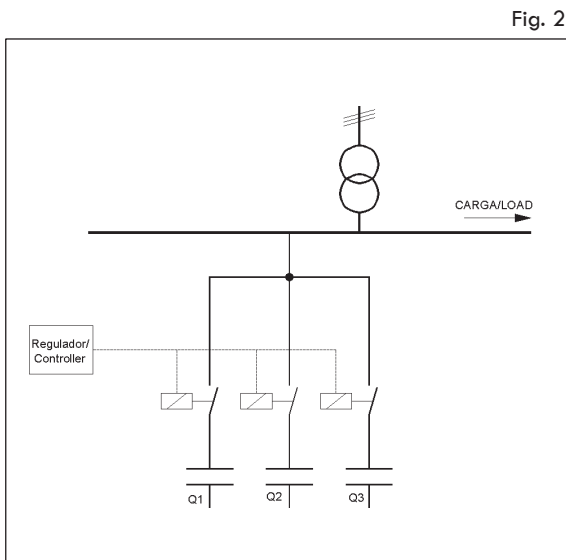 Fig. 2
CARGA/LOAD
Regulador/
Controller
Q1
Q2
Q3